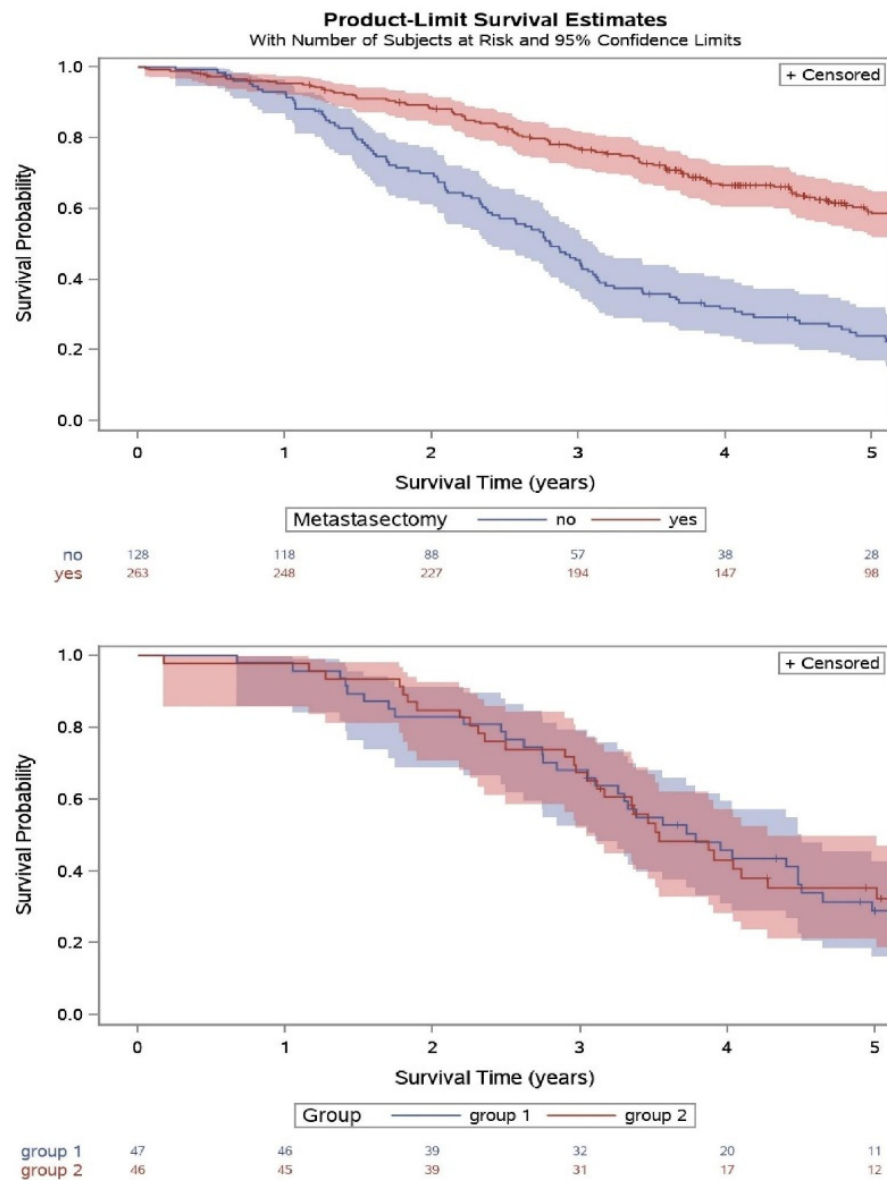 Product-Limit Survival Estimates
With Number of Subjects at Risk and 95% Confidence Limits
+ Censored
1.0
0.8
0.6
0.4
0.2
0.0
Survival Probability
0 1 2 3 4 5
Survival Time (years)
Metastasectomy no yes
no 128 118 88 57 38 28
yes 263 248 227 194 147 98
+ Censored
1.0
0.8
0.6
0.4
0.2
0.0
Survival Probability
0 1 2 3 4 5
Survival Time (years)
Group group 1 group 2
group 1 47 46 39 32 20 11
group 2 46 45 39 31 17 12